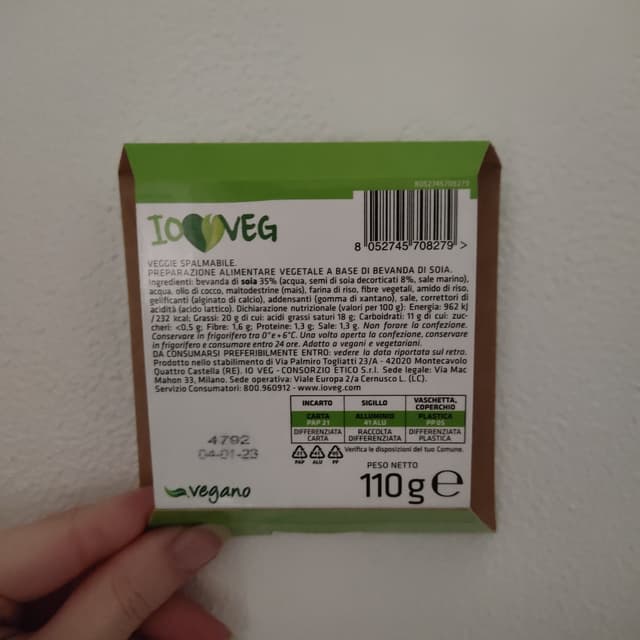 8052745708279
IO VEG
8 052745 708279 >
VEGGIE SPALMABILE.
PREPARAZIONE ALIMENTARE VEGETALE A BASE DI BEVANDA DI SOIA.
Ingredienti: bevanda di soia 35% (acqua, semi di soia decorticati 8%, sale marino),
acqua, olio di cocco, maltodestrine (mais), farina di riso, fibre vegetali, amido di riso,
gelificanti (alginato di calcio), addensanti (gomma di xantano), sale, correttori di
acidità (acido lattico). Dichiarazione nutrizionale (valori per 100 g): Energia: 962 kJ
/232 kcal; Grassi: 20 g di cui: acidi grassi saturi 18 g; Carboidrati: 11 g di cui: zuc-
cheri: <0,5 g; Fibre: 1,6 g; Proteine: 1,3 g; Sale: 1,3 g. Non forare la confezione.
Conservare in frigorifero tra 0°e +6°C. Una volta aperta la confezione, conservare
in frigorifero e consumare entro 24 ore. Adatto a vegani e vegetariani.
DA CONSUMARSI PREFERIBILMENTE ENTRO: vedere la data riportata sul retro.
Prodotto nello stabilimento di Via Palmiro Togliatti 23/A - 42020 Montecavolo
Quattro Castella (RE). IO VEG - CONSORZIO ETICO S.r.l. Sede legale: Via Mac
Mahon 33, Milano. Sede operativa: Viale Europa 2/a Cernusco L. (LC).
Servizio Consumatori: 800.960912 - www.ioveg.com
INCARTO SIGILLO VASCHETTA, COPERCHIO
CARTA ALLUMINIO PLASTICA
PAP 21 41 ALU PP 05
DIFFERENZIATA CARTA RACCOLTA DIFFERENZIATA DIFFERENZIATA PLASTICA
Verifica le disposizioni del tuo Comune.
PAP ALU PP
4792
04-01-23
PESO NETTO
vegano
110 g e